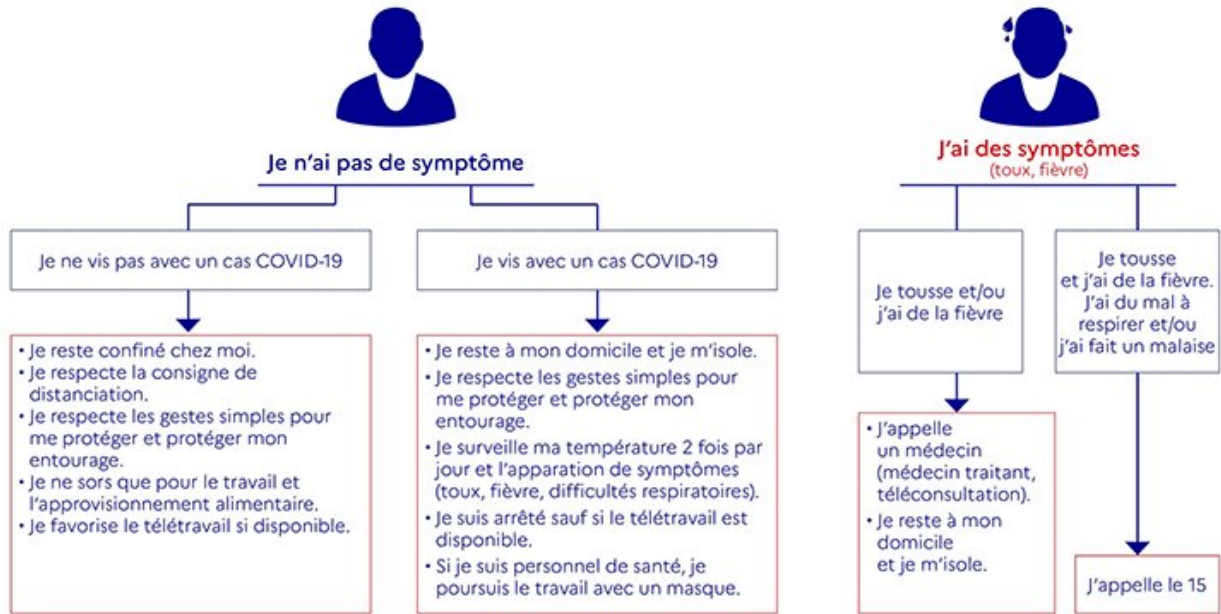 Je n'ai pas de symptôme
Je ne vis pas avec un cas COVID-19
• Je reste confiné chez moi.
• Je respecte la consigne de
distanciation.
• Je respecte les gestes simples pour
me protéger et protéger mon
entourage.
• Je ne sors que pour le travail et
l'approvisionnement alimentaire.
• Je favorise le télétravail si disponible.
Je vis avec un cas COVID-19
• Je reste à mon domicile et je m'isole.
• Je respecte les gestes simples pour
me protéger et protéger mon
entourage.
• Je surveille ma température 2 fois par
jour et l'apparation de symptômes
(toux, fièvre, difficultés respiratoires).
• Je suis arrêté sauf si le télétravail est
disponible.
• Si je suis personnel de santé, je
poursuis le travail avec un masque.
J'ai des symptômes
(toux, fièvre)
Je tousse et/ou
j'ai de la fièvre
• J'appelle
un médecin
(médecin traitant,
téléconsultation).
• Je reste à mon
domicile
et je m'isole.
Je tousse
et j'ai de la fièvre.
J'ai du mal à
respirer et/ou
j'ai fait un malaise
J'appelle le 15